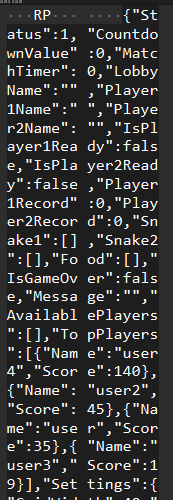 RP {"St
atus":1, "Countdo
wnValue" :0,"Matc
hTimer": 0,"Lobby
Name":"" ,"Player
1Name":" ","Playe
r2Name": "","IsPl
ayer1Rea dy":fals
e,"IsPla yer2Read
y":false ,"Player
1Record" :0,"Play
er2Recor d":0,"Sn
ake1":[] ,"Snake2
":[],"Fo od":[],"
IsGameOv er":fals
e,"Messa ge":"","
Availabl ePlayers
":[],"To pPlayers
":[{"Nam e":"user
4","Scor e":140},
{"Name": "user2",
"Score": 45},{"Na
me":"use r","Scor
e":35},{ "Name":"
user3"," Score":1
9}],"Set tings":{